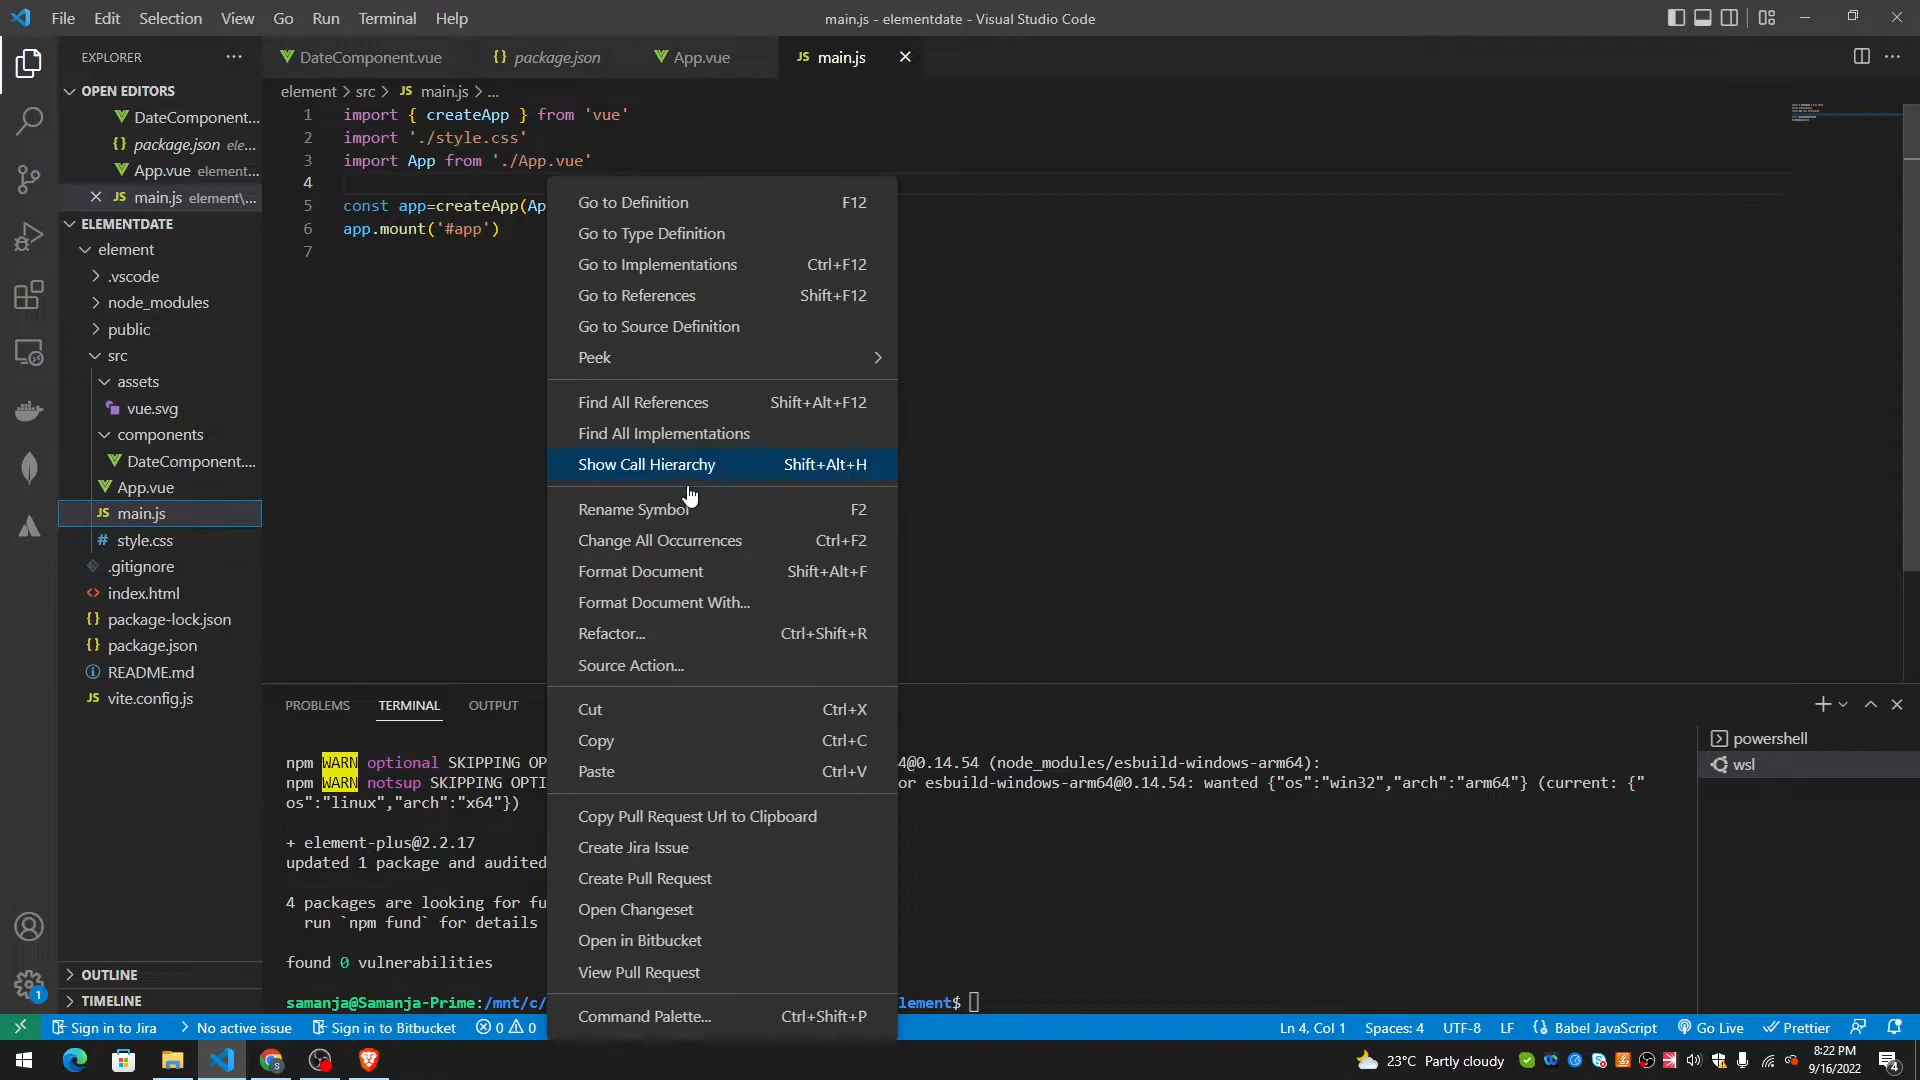 File Edit Selection View Go Run Terminal Help
main.js - elementdate - Visual Studio Code
EXPLORER
OPEN EDITORS
DateComponent...
package.json ele...
App.vue element...
JS main.js element\...
ELEMENTDATE
element
.vscode
node_modules
public
src
assets
vue.svg
components
DateComponent....
App.vue
JS main.js
# style.css
.gitignore
<> index.html
{} package-lock.json
{} package.json
README.md
JS vite.config.js
OUTLINE
TIMELINE
DateComponent.vue
{} package.json
App.vue
JS main.js
element > src > JS main.js > ...
1 import { createApp } from 'vue'
2 import './style.css'
3 import App from './App.vue'
4
5 const app=createApp(Ap
6 app.mount('#app')
7
Go to Definition F12
Go to Type Definition
Go to Implementations Ctrl+F12
Go to References Shift+F12
Go to Source Definition
Peek
Find All References Shift+Alt+F12
Find All Implementations
Show Call Hierarchy Shift+Alt+H
Rename Symbol F2
Change All Occurrences Ctrl+F2
Format Document Shift+Alt+F
Format Document With...
Refactor... Ctrl+Shift+R
Source Action...
Cut Ctrl+X
Copy Ctrl+C
Paste Ctrl+V
Copy Pull Request Url to Clipboard
Create Jira Issue
Create Pull Request
Open Changeset
Open in Bitbucket
View Pull Request
Command Palette... Ctrl+Shift+P
PROBLEMS TERMINAL OUTPUT
npm WARN optional SKIPPING OP 4@0.14.54 (node_modules/esbuild-windows-arm64):
npm WARN notsup SKIPPING OPTI or esbuild-windows-arm64@0.14.54: wanted {"os":"win32","arch":"arm64"} (current: {"
os":"linux","arch":"x64"})
+ element-plus@2.2.17
updated 1 package and audited
4 packages are looking for fu
run `npm fund` for details
found 0 vulnerabilities
samanja@Samanja-Prime:/mnt/c/ lement$
powershell
wsl
1
Sign in to Jira No active issue Sign in to Bitbucket 0 0
Ln 4, Col 1 Spaces: 4 UTF-8 LF {} Babel JavaScript Go Live Prettier
23°C Partly cloudy
8:22 PM
9/16/2022
4